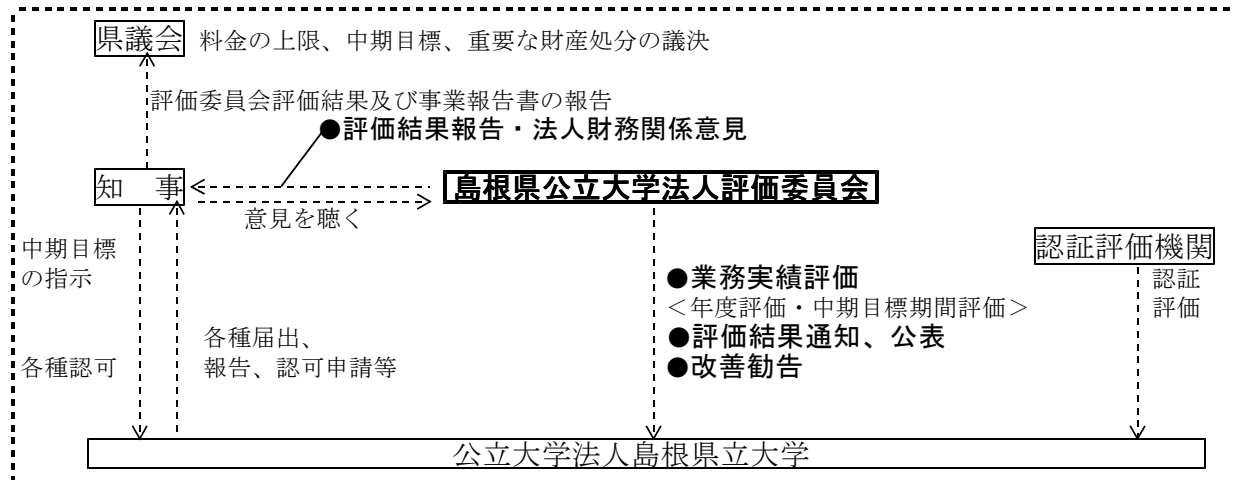 県議会 料金の上限、中期目標、重要な財産処分の議決
評価委員会評価結果及び事業報告書の報告
●評価結果報告・法人財務関係意見
知　事
島根県公立大学法人評価委員会
意見を聴く
中期目標
の指示
認証評価機関
●業務実績評価
＜年度評価・中期目標期間評価＞
●評価結果通知、公表
●改善勧告
認証
評価
各種届出、
報告、認可申請等
各種認可
公立大学法人島根県立大学